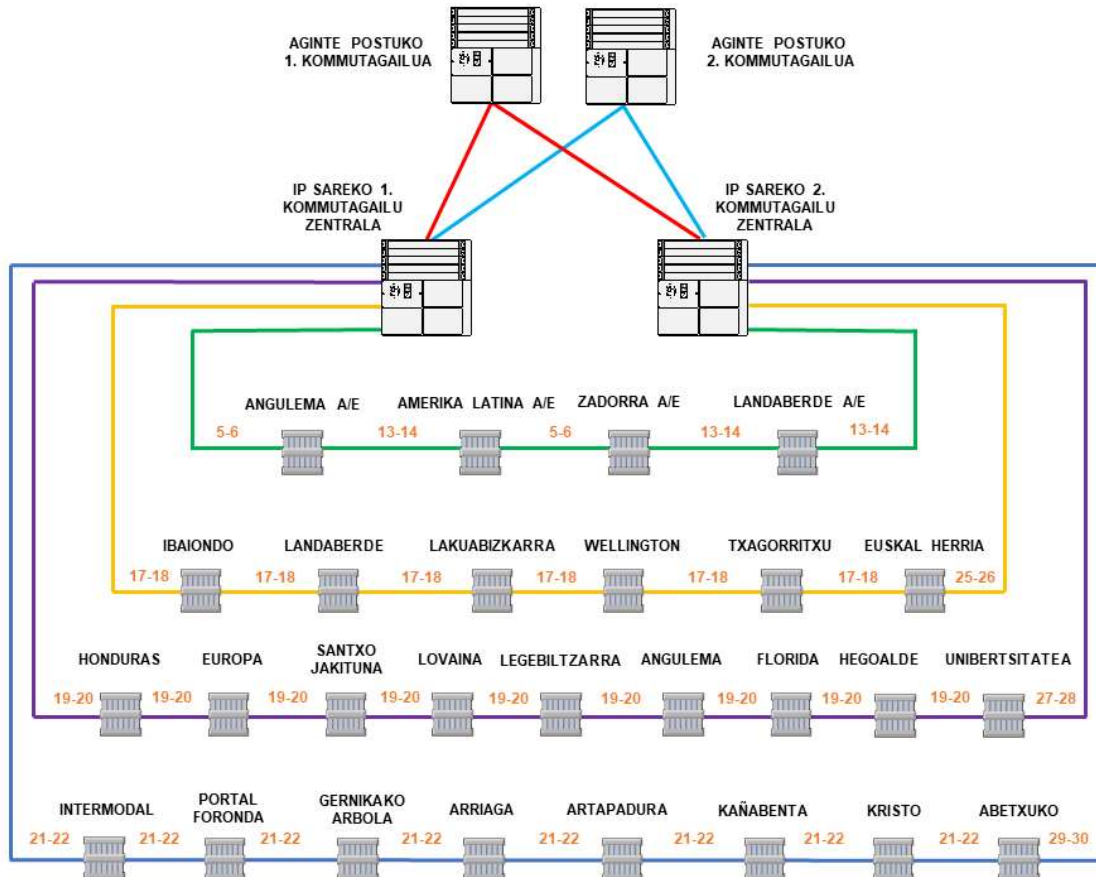 AGINTE POSTUKO
1. KOMMUTAGAILUA
AGINTE POSTUKO
2. KOMMUTAGAILUA
IP SAREKO 1.
KOMMUTAGAILU
ZENTRALA
IP SAREKO 2.
KOMMUTAGAILU
ZENTRALA
ANGULEMA A/E AMERIKA LATINA A/E ZADORRA A/E LANDABERDE A/E
5-6 13-14 5-6 13-14 13-14
IBAIONDO LANDABERDE LAKUABIZKARRA WELLINGTON TXAGORRITXU EUSKAL HERRIA
17-18 17-18 17-18 17-18 17-18 17-18 25-26
HONDURAS EUROPA SANTXO JAKITUNA LOVAINA LEGEBILTZARRA ANGULEMA FLORIDA HEGOALDE UNIBERTSITATEA
19-20 19-20 19-20 19-20 19-20 19-20 19-20 19-20 19-20 27-28
INTERMODAL PORTAL FORONDA GERNIKAKO ARBOLA ARRIAGA ARTAPADURA KAÑABENTA KRISTO ABETXUKO
21-22 21-22 21-22 21-22 21-22 21-22 21-22 21-22 29-30